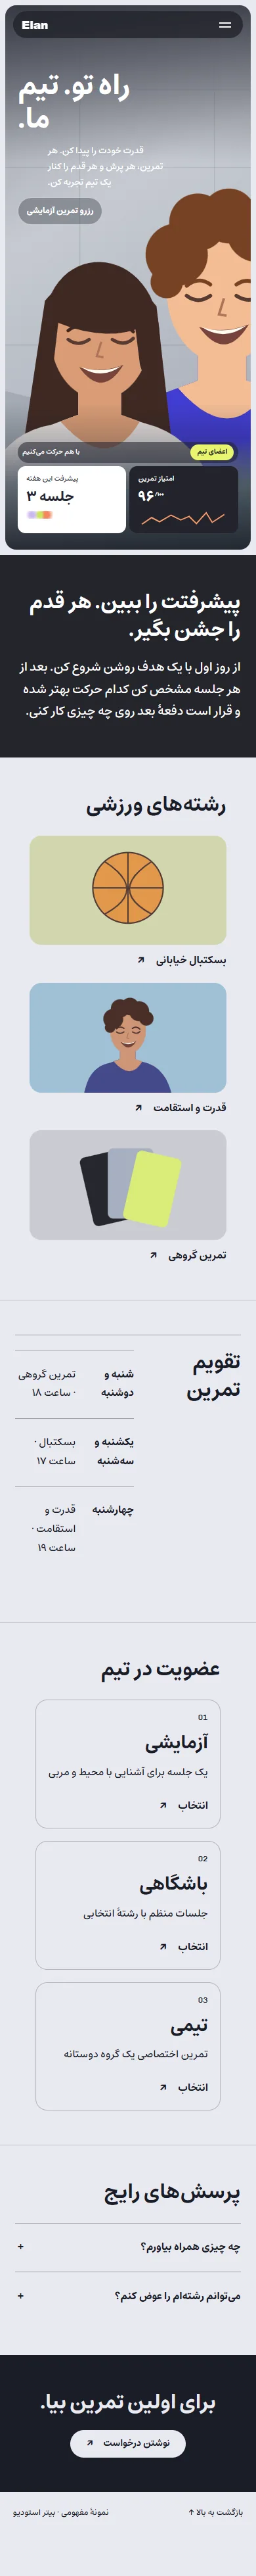 Elan
راه تو. تیم
ما.
قدرت خودت را پیدا کن. هر
تمرین، هر پرش و هر قدم را کنار
یک تیم تجربه کن.
رزرو تمرین آزمایشی
اعضای تیم
با هم حرکت می‌کنیم
امتیاز تمرین
۹۶/۱۰۰
پیشرفت این هفته
۳ جلسه
پیشرفتت را ببین. هر قدم
را جشن بگیر.
از روز اول با یک هدف روشن شروع کن. بعد از
هر جلسه مشخص کن کدام حرکت بهتر شده
و قرار است دفعهٔ بعد روی چه چیزی کار کنی.
رشته‌های ورزشی
بسکتبال خیابانی ↗
قدرت و استقامت ↗
تمرین گروهی ↗
تقویم
تمرین
شنبه و
دوشنبه
تمرین گروهی
· ساعت ۱۸
یکشنبه و
سه‌شنبه
بسکتبال ·
ساعت ۱۷
چهارشنبه
قدرت و
استقامت ·
ساعت ۱۹
عضویت در تیم
01
آزمایشی
یک جلسه برای آشنایی با محیط و مربی
انتخاب ↗
02
باشگاهی
جلسات منظم با رشتهٔ انتخابی
انتخاب ↗
03
تیمی
تمرین اختصاصی یک گروه دوستانه
انتخاب ↗
پرسش‌های رایج
چه چیزی همراه بیاورم؟ +
می‌توانم رشته‌ام را عوض کنم؟ +
برای اولین تمرین بیا.
نوشتن درخواست ↗
بازگشت به بالا ↑
نمونهٔ مفهومی · بیتر استودیو